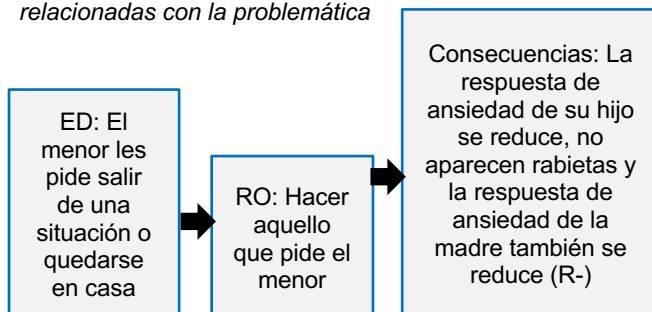 relacionadas con la problemática
ED: El
menor les
pide salir
de una
situación o
quedarse
en casa
RO: Hacer
aquello
que pide el
menor
Consecuencias: La
respuesta de
ansiedad de su hijo
se reduce, no
aparecen rabietas y
la respuesta de
ansiedad de la
madre también se
reduce (R-)